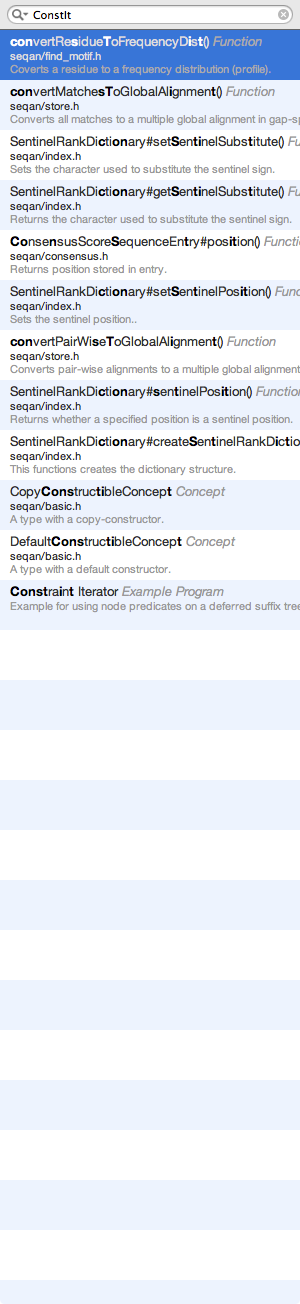 ConstIt
convertResidueToFrequencyDist() Function
seqan/find_motif.h
Coverts a residue to a frequency distribution (profile).
convertMatchesToGlobalAlignment() Function
seqan/store.h
Converts all matches to a multiple global alignment in gap-sp
SentinelRankDictionary#setSentinelSubstitute() Fu
seqan/index.h
Sets the character used to substitute the sentinel sign.
SentinelRankDictionary#getSentinelSubstitute() Fu
seqan/index.h
Returns the character used to substitute the sentinel sign.
ConsensusScoreSequenceEntry#position() Functi
seqan/consensus.h
Returns position stored in entry.
SentinelRankDictionary#setSentinelPosition() Func
seqan/index.h
Sets the sentinel position..
convertPairWiseToGlobalAlignment() Function
seqan/store.h
Converts pair-wise alignments to a multiple global alignment
SentinelRankDictionary#sentinelPosition() Function
seqan/index.h
Returns whether a specified position is a sentinel position.
SentinelRankDictionary#createSentinelRankDictio
seqan/index.h
This functions creates the dictionary structure.
CopyConstructibleConcept Concept
seqan/basic.h
A type with a copy-constructor.
DefaultConstructibleConcept Concept
seqan/basic.h
A type with a default constructor.
Constraint Iterator Example Program
Example for using node predicates on a deferred suffix tree